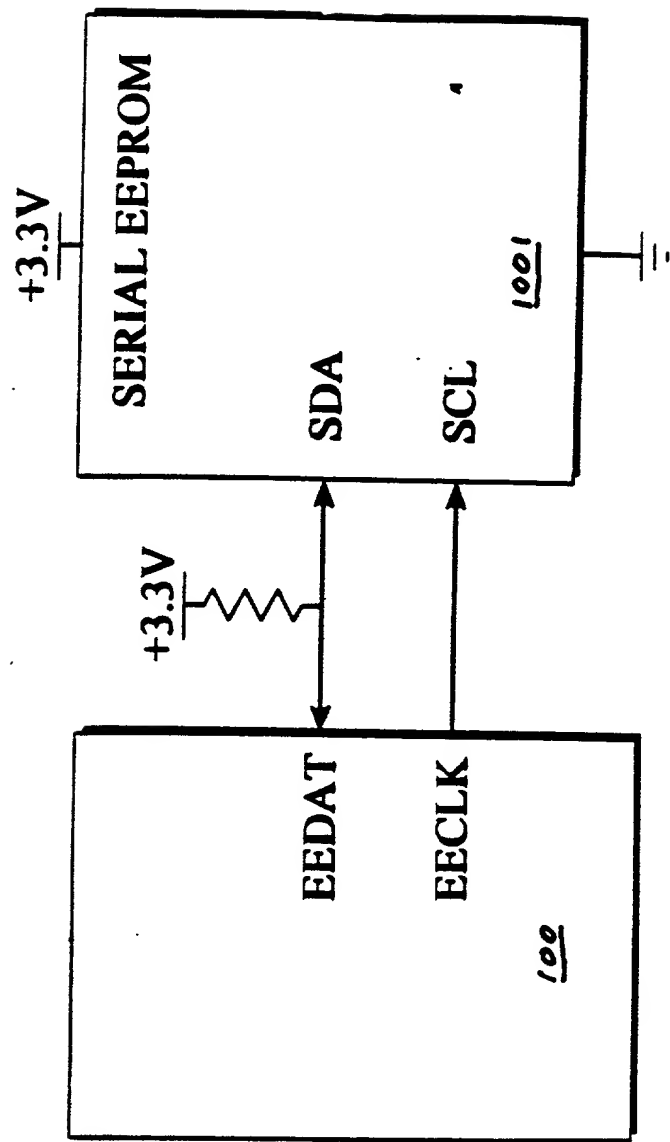 +3.3V
SERIAL EEPROM
+3.3V
EEDAT
SDA
EECLK
SCL
100
1001